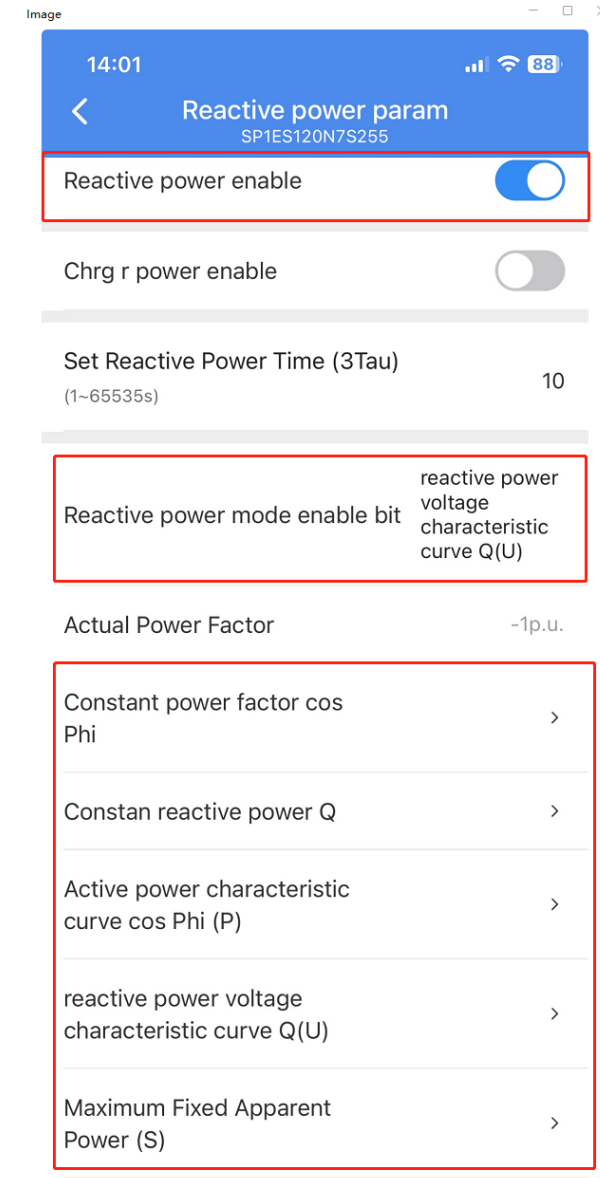 Image
14:01
88
Reactive power param
SP1ES120N7S255
Reactive power enable
Chrg r power enable
Set Reactive Power Time (3Tau)
(1~65535s)
10
Reactive power mode enable bit
reactive power
voltage
characteristic
curve Q(U)
Actual Power Factor
-1p.u.
Constant power factor cos
Phi
Constan reactive power Q
Active power characteristic
curve cos Phi (P)
reactive power voltage
characteristic curve Q(U)
Maximum Fixed Apparent
Power (S)